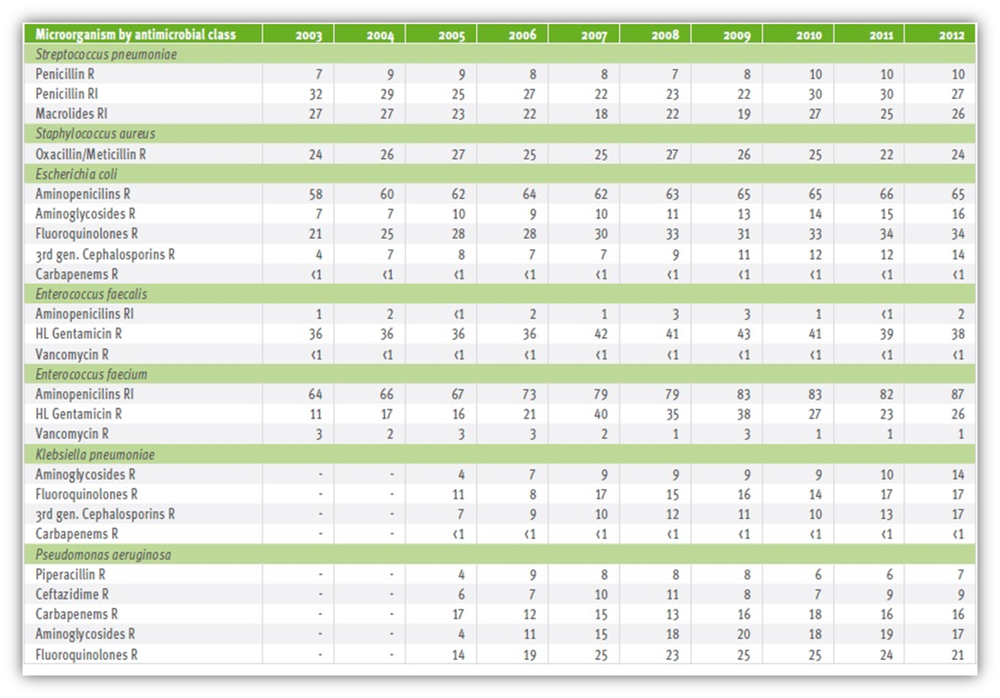 Microorganism by antimicrobial class 2003 2004 2005 2006 2007 2008 2009 2010 2011 2012
Streptococcus pneumoniae
Penicillin R 7 9 9 8 8 7 8 10 10 10
Penicillin RI 32 29 25 27 22 23 22 30 30 27
Macrolides RI 27 27 23 22 18 22 19 27 25 26
Staphylococcus aureus
Oxacillin/Meticillin R 24 26 27 25 25 27 26 25 22 24
Escherichia coli
Aminopenicilins R 58 60 62 64 62 63 65 65 66 65
Aminoglycosides R 7 7 10 9 10 11 13 14 15 16
Fluoroquinolones R 21 25 28 28 30 33 31 33 34 34
3rd gen. Cephalosporins R 4 7 8 7 7 9 11 12 12 14
Carbapenems R <1 <1 <1 <1 <1 <1 <1 <1 <1 <1
Enterococcus faecalis
Aminopenicilins RI 1 2 <1 2 1 3 3 1 <1 2
HL Gentamicin R 36 36 36 36 42 41 43 41 39 38
Vancomycin R <1 <1 <1 <1 <1 <1 <1 <1 <1 <1
Enterococcus faecium
Aminopenicilins RI 64 66 67 73 79 79 83 83 82 87
HL Gentamicin R 11 17 16 21 40 35 38 27 23 26
Vancomycin R 3 2 3 3 2 1 3 1 1 1
Klebsiella pneumoniae
Aminoglycosides R - - 4 7 9 9 9 9 10 14
Fluoroquinolones R - - 11 8 17 15 16 14 17 17
3rd gen. Cephalosporins R - - 7 9 10 12 11 10 13 17
Carbapenems R - - <1 <1 <1 <1 <1 <1 <1 <1
Pseudomonas aeruginosa
Piperacillin R - - 4 9 8 8 8 6 6 7
Ceftazidime R - - 6 7 10 11 8 7 9 9
Carbapenems R - - 17 12 15 13 16 18 16 16
Aminoglycosides R - - 4 11 15 18 20 18 19 17
Fluoroquinolones R - - 14 19 25 23 25 25 24 21